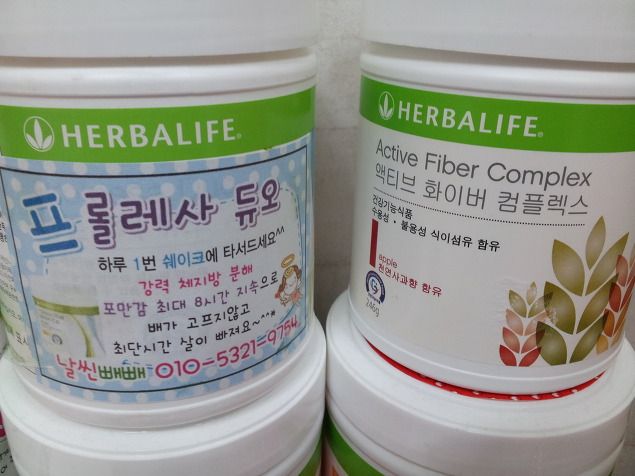 HERBALIFE®
프롤레사 듀오
하루 1번 쉐이크에 타서드세요^^
강력 체지방 분해
포만감 최대 8시간 지속으로
배가 고프지않고
최단시간 살이 빠져요~^^*
날씬빼빼=010=5321=9754
HERBALIFE®
Active Fiber Complex
액티브 화이버 컴플렉스
건강기능식품
수용성·불용성 식이섬유 함유
apple
천연사과향 함유
246g